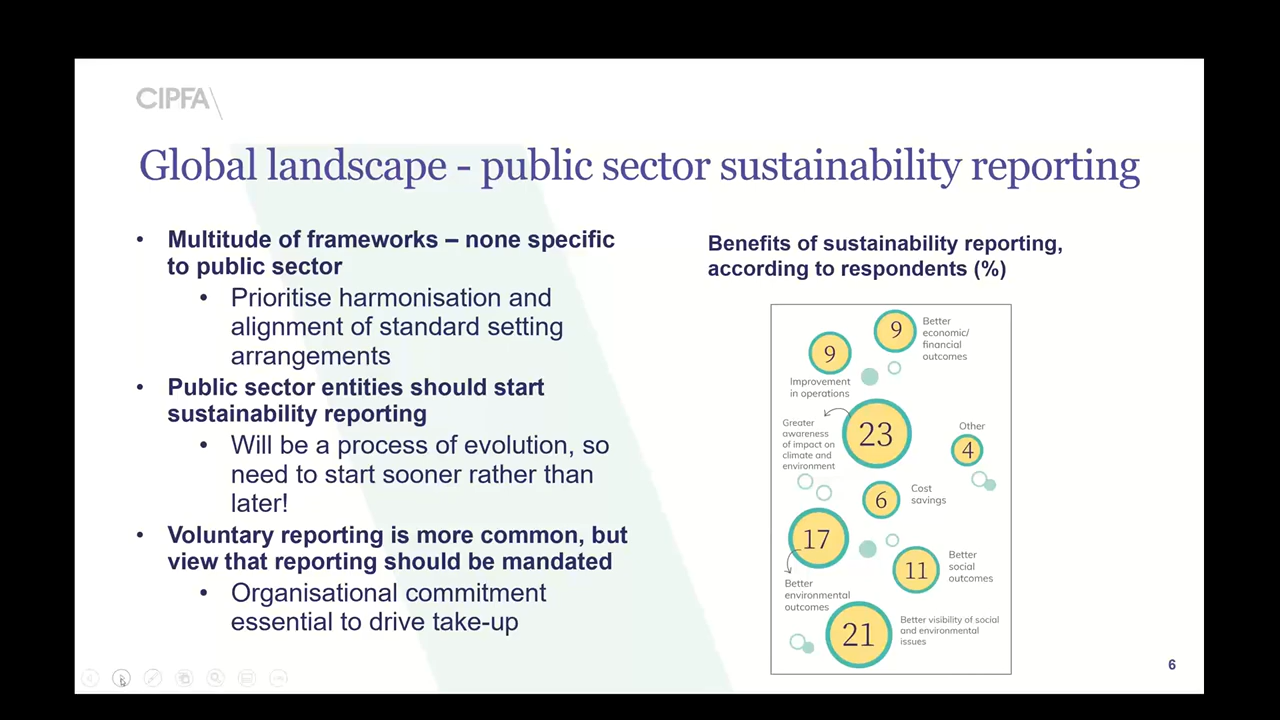 CIPFA
Global landscape - public sector sustainability reporting
• Multitude of frameworks – none specific
to public sector
• Prioritise harmonisation and
alignment of standard setting
arrangements
• Public sector entities should start
sustainability reporting
• Will be a process of evolution, so
need to start sooner rather than
later!
• Voluntary reporting is more common, but
view that reporting should be mandated
• Organisational commitment
essential to drive take-up
Benefits of sustainability reporting,
according to respondents (%)
9
Better
economic/
financial
outcomes
9
Improvement
in operations
23
Greater
awareness
of impact on
climate and
environment
Other
4
6
Cost
savings
17
Better
environmental
outcomes
11
Better
social
outcomes
21
Better visibility of social
and environmental
issues
6